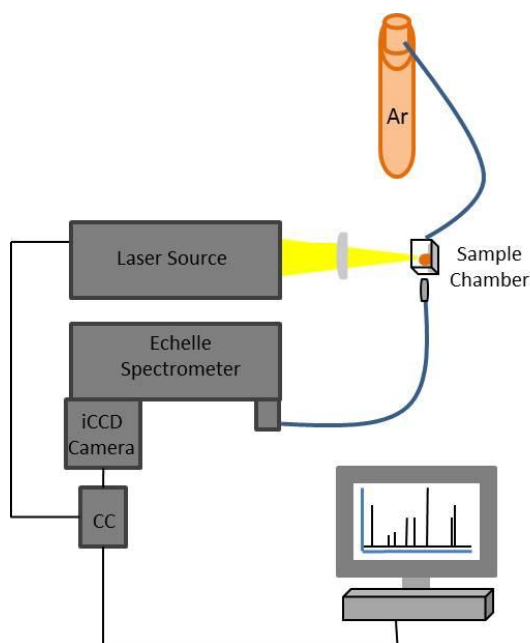 Ar
Laser Source
Sample
Chamber
Echelle
Spectrometer
iCCD
Camera
CC